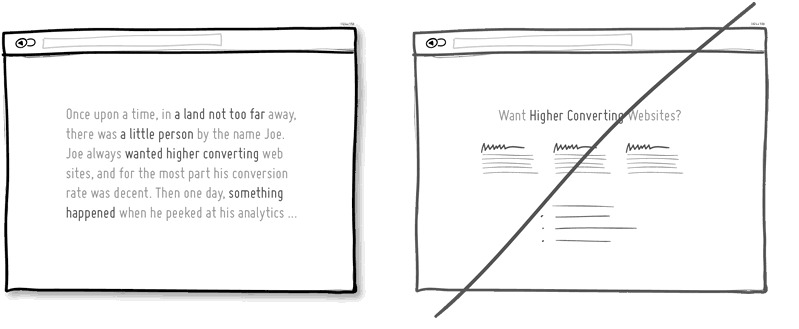 Once upon a time, in a land not too far away,
there was a little person by the name Joe.
Joe always wanted higher converting web
sites, and for the most part his conversion
rate was decent. Then one day, something
happened when he peeked at his analytics ...
Want Higher Converting Websites?